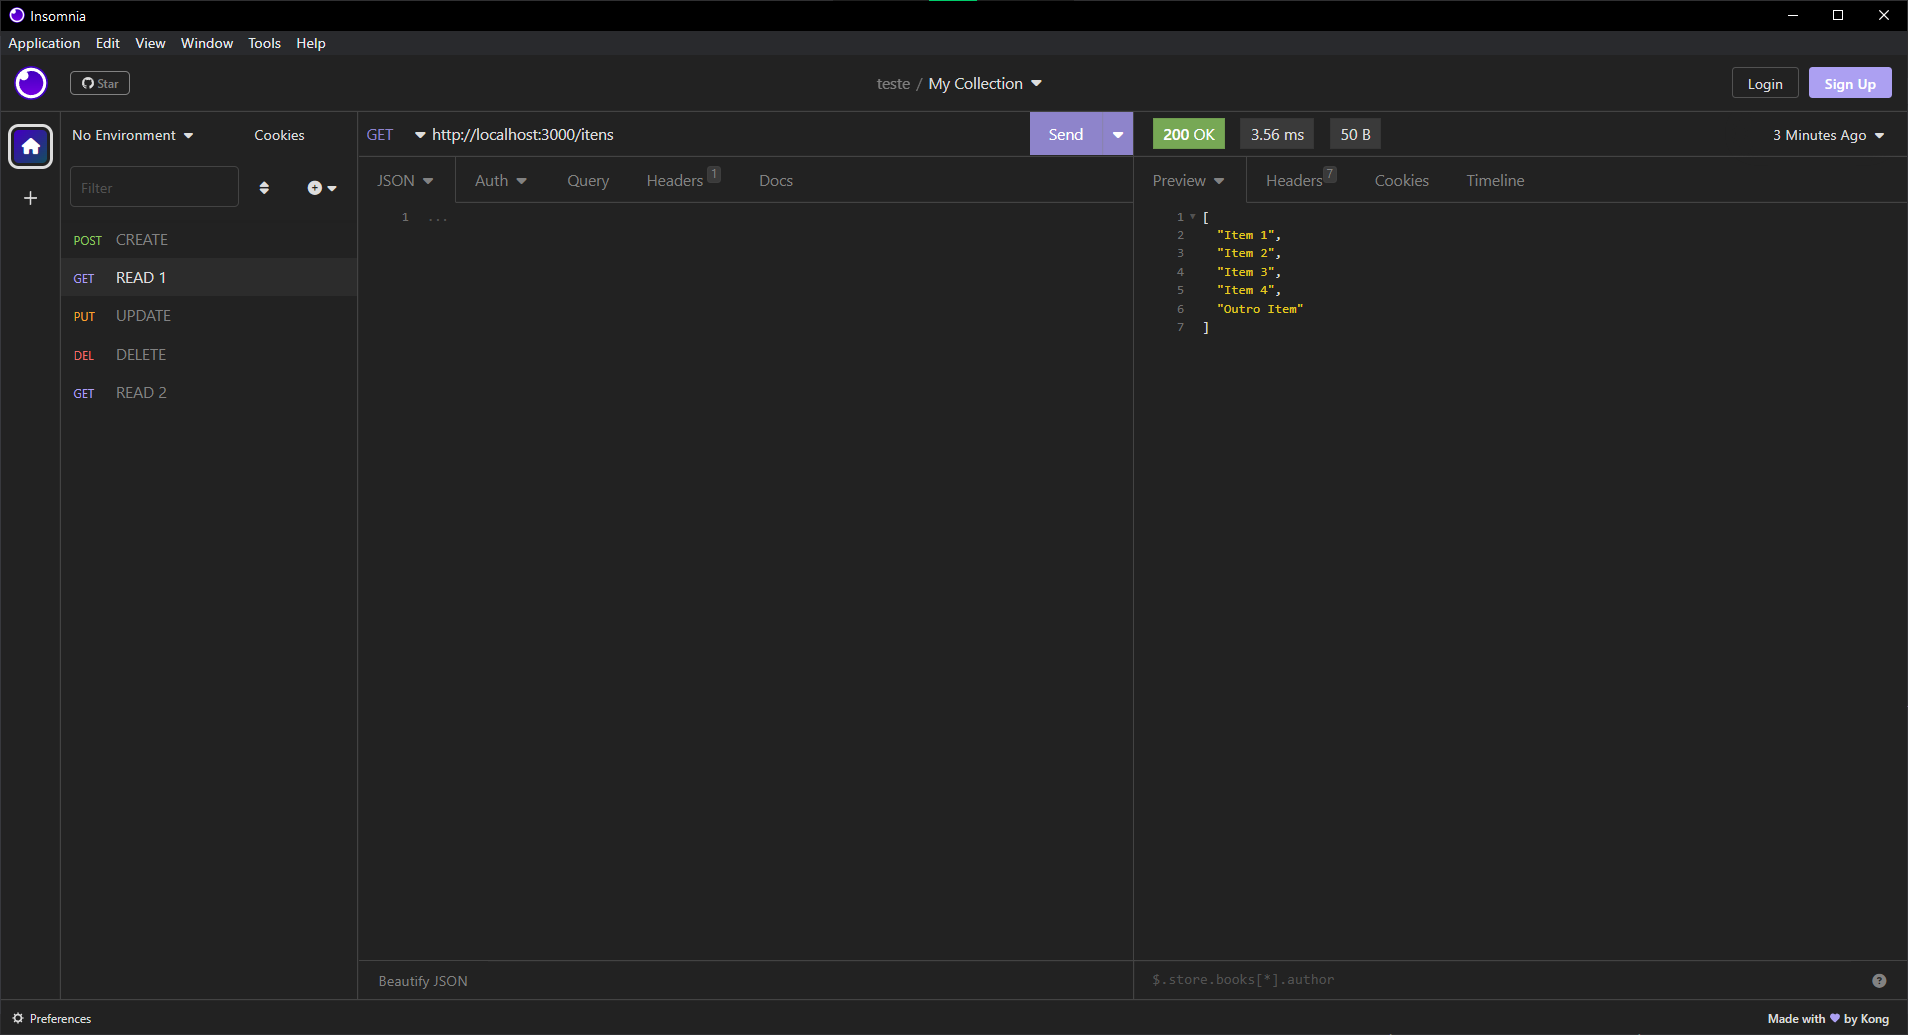 Insomnia
Application Edit View Window Tools Help
Star
teste / My Collection
Login Sign Up
No Environment Cookies
Filter
POST CREATE
GET READ 1
PUT UPDATE
DEL DELETE
GET READ 2
GET http://localhost:3000/itens Send
JSON Auth Query Headers 1 Docs
1 ...
Beautify JSON
200 OK 3.56 ms 50 B 3 Minutes Ago
Preview Headers 7 Cookies Timeline
1 [
2 "Item 1",
3 "Item 2",
4 "Item 3",
5 "Item 4",
6 "Outro Item"
7 ]
$.store.books[*].author
Preferences
Made with by Kong